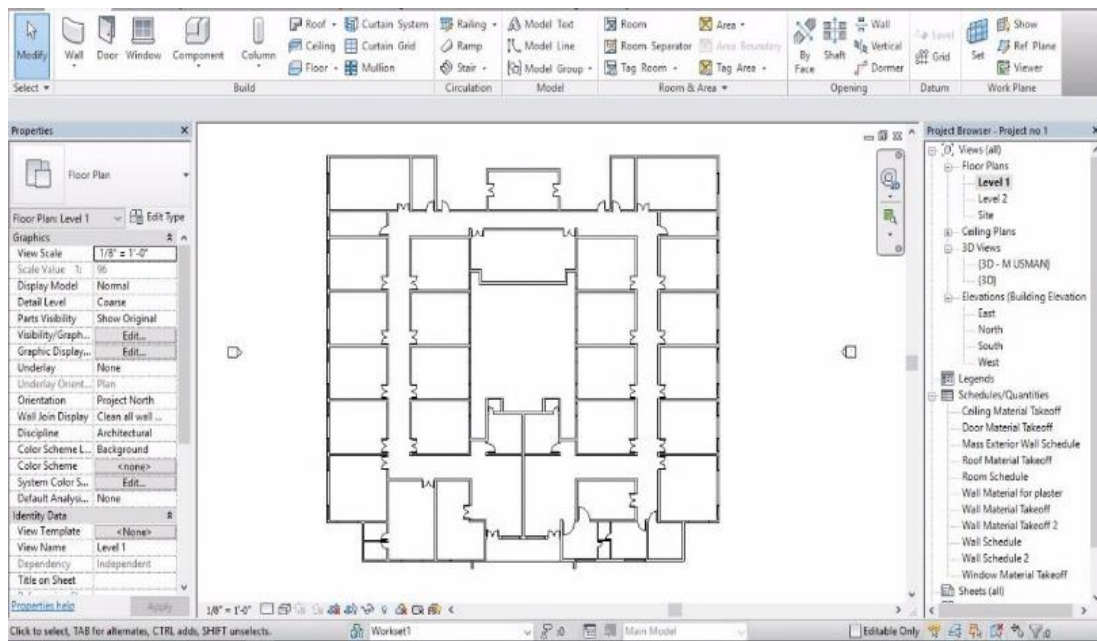 Modify
Wall
Door
Window
Component
Column
Roof
Ceiling
Floor
Curtain System
Curtain Grid
Mullion
Railing
Ramp
Stair
Model Text
Model Line
Model Group
Room
Room Separator
Tag Room
Area
Area Boundary
Tag Area
By Face
Shaft
Wall
Vertical
Dormer
Level
Grid
Set
Show
Ref Plane
Viewer
Select
Build
Circulation
Model
Room & Area
Opening
Datum
Work Plane
Properties
Floor Plan
Floor Plan: Level 1
Edit Type
Graphics
View Scale 1/8" = 1'-0"
Scale Value 1: 96
Display Model Normal
Detail Level Coarse
Parts Visibility Show Original
Visibility/Graph... Edit...
Graphic Display... Edit...
Underlay None
Underlay Orient... Plan
Orientation Project North
Wall Join Display Clean all wall ...
Discipline Architectural
Color Scheme L... Background
Color Scheme <none>
System Color S... Edit...
Default Analysi... None
Identity Data
View Template <None>
View Name Level 1
Dependency Independent
Title on Sheet
Properties help
Apply
1/8" = 1'-0"
Project Browser - Project no 1
Views (all)
Floor Plans
Level 1
Level 2
Site
Ceiling Plans
3D Views
{3D - M USMAN}
{3D}
Elevations (Building Elevation
East
North
South
West
Legends
Schedules/Quantities
Ceiling Material Takeoff
Door Material Takeoff
Mass Exterior Wall Schedule
Roof Material Takeoff
Room Schedule
Wall Material for plaster
Wall Material Takeoff
Wall Material Takeoff 2
Wall Schedule
Wall Schedule 2
Window Material Takeoff
Sheets (all)
Click to select, TAB for alternates, CTRL adds, SHIFT unselects.
Workset1
:0
Main Model
Editable Only
:0